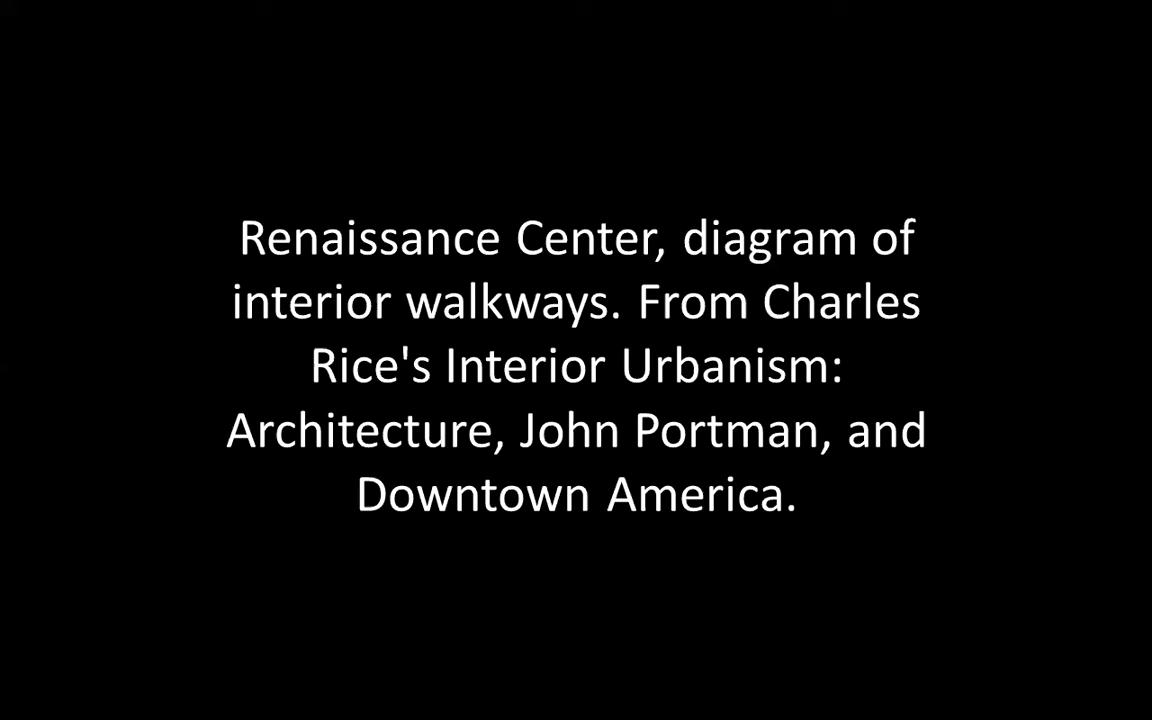 Renaissance Center, diagram of
interior walkways. From Charles
Rice's Interior Urbanism:
Architecture, John Portman, and
Downtown America.